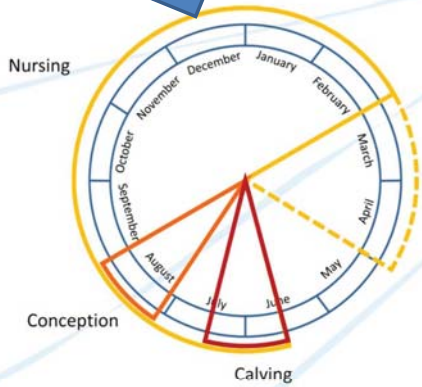 Nursing
January
February
March
April
May
June
July
August
September
October
November
December
Conception
Calving